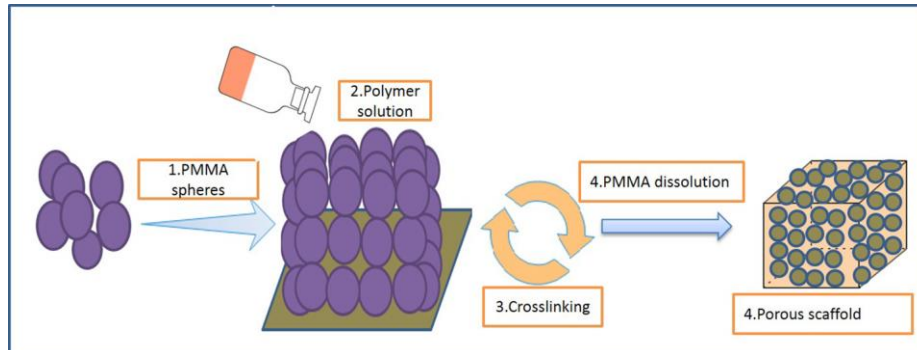 1.PMMA
spheres
2.Polymer
solution
3.Crosslinking
4.PMMA dissolution
4.Porous scaffold